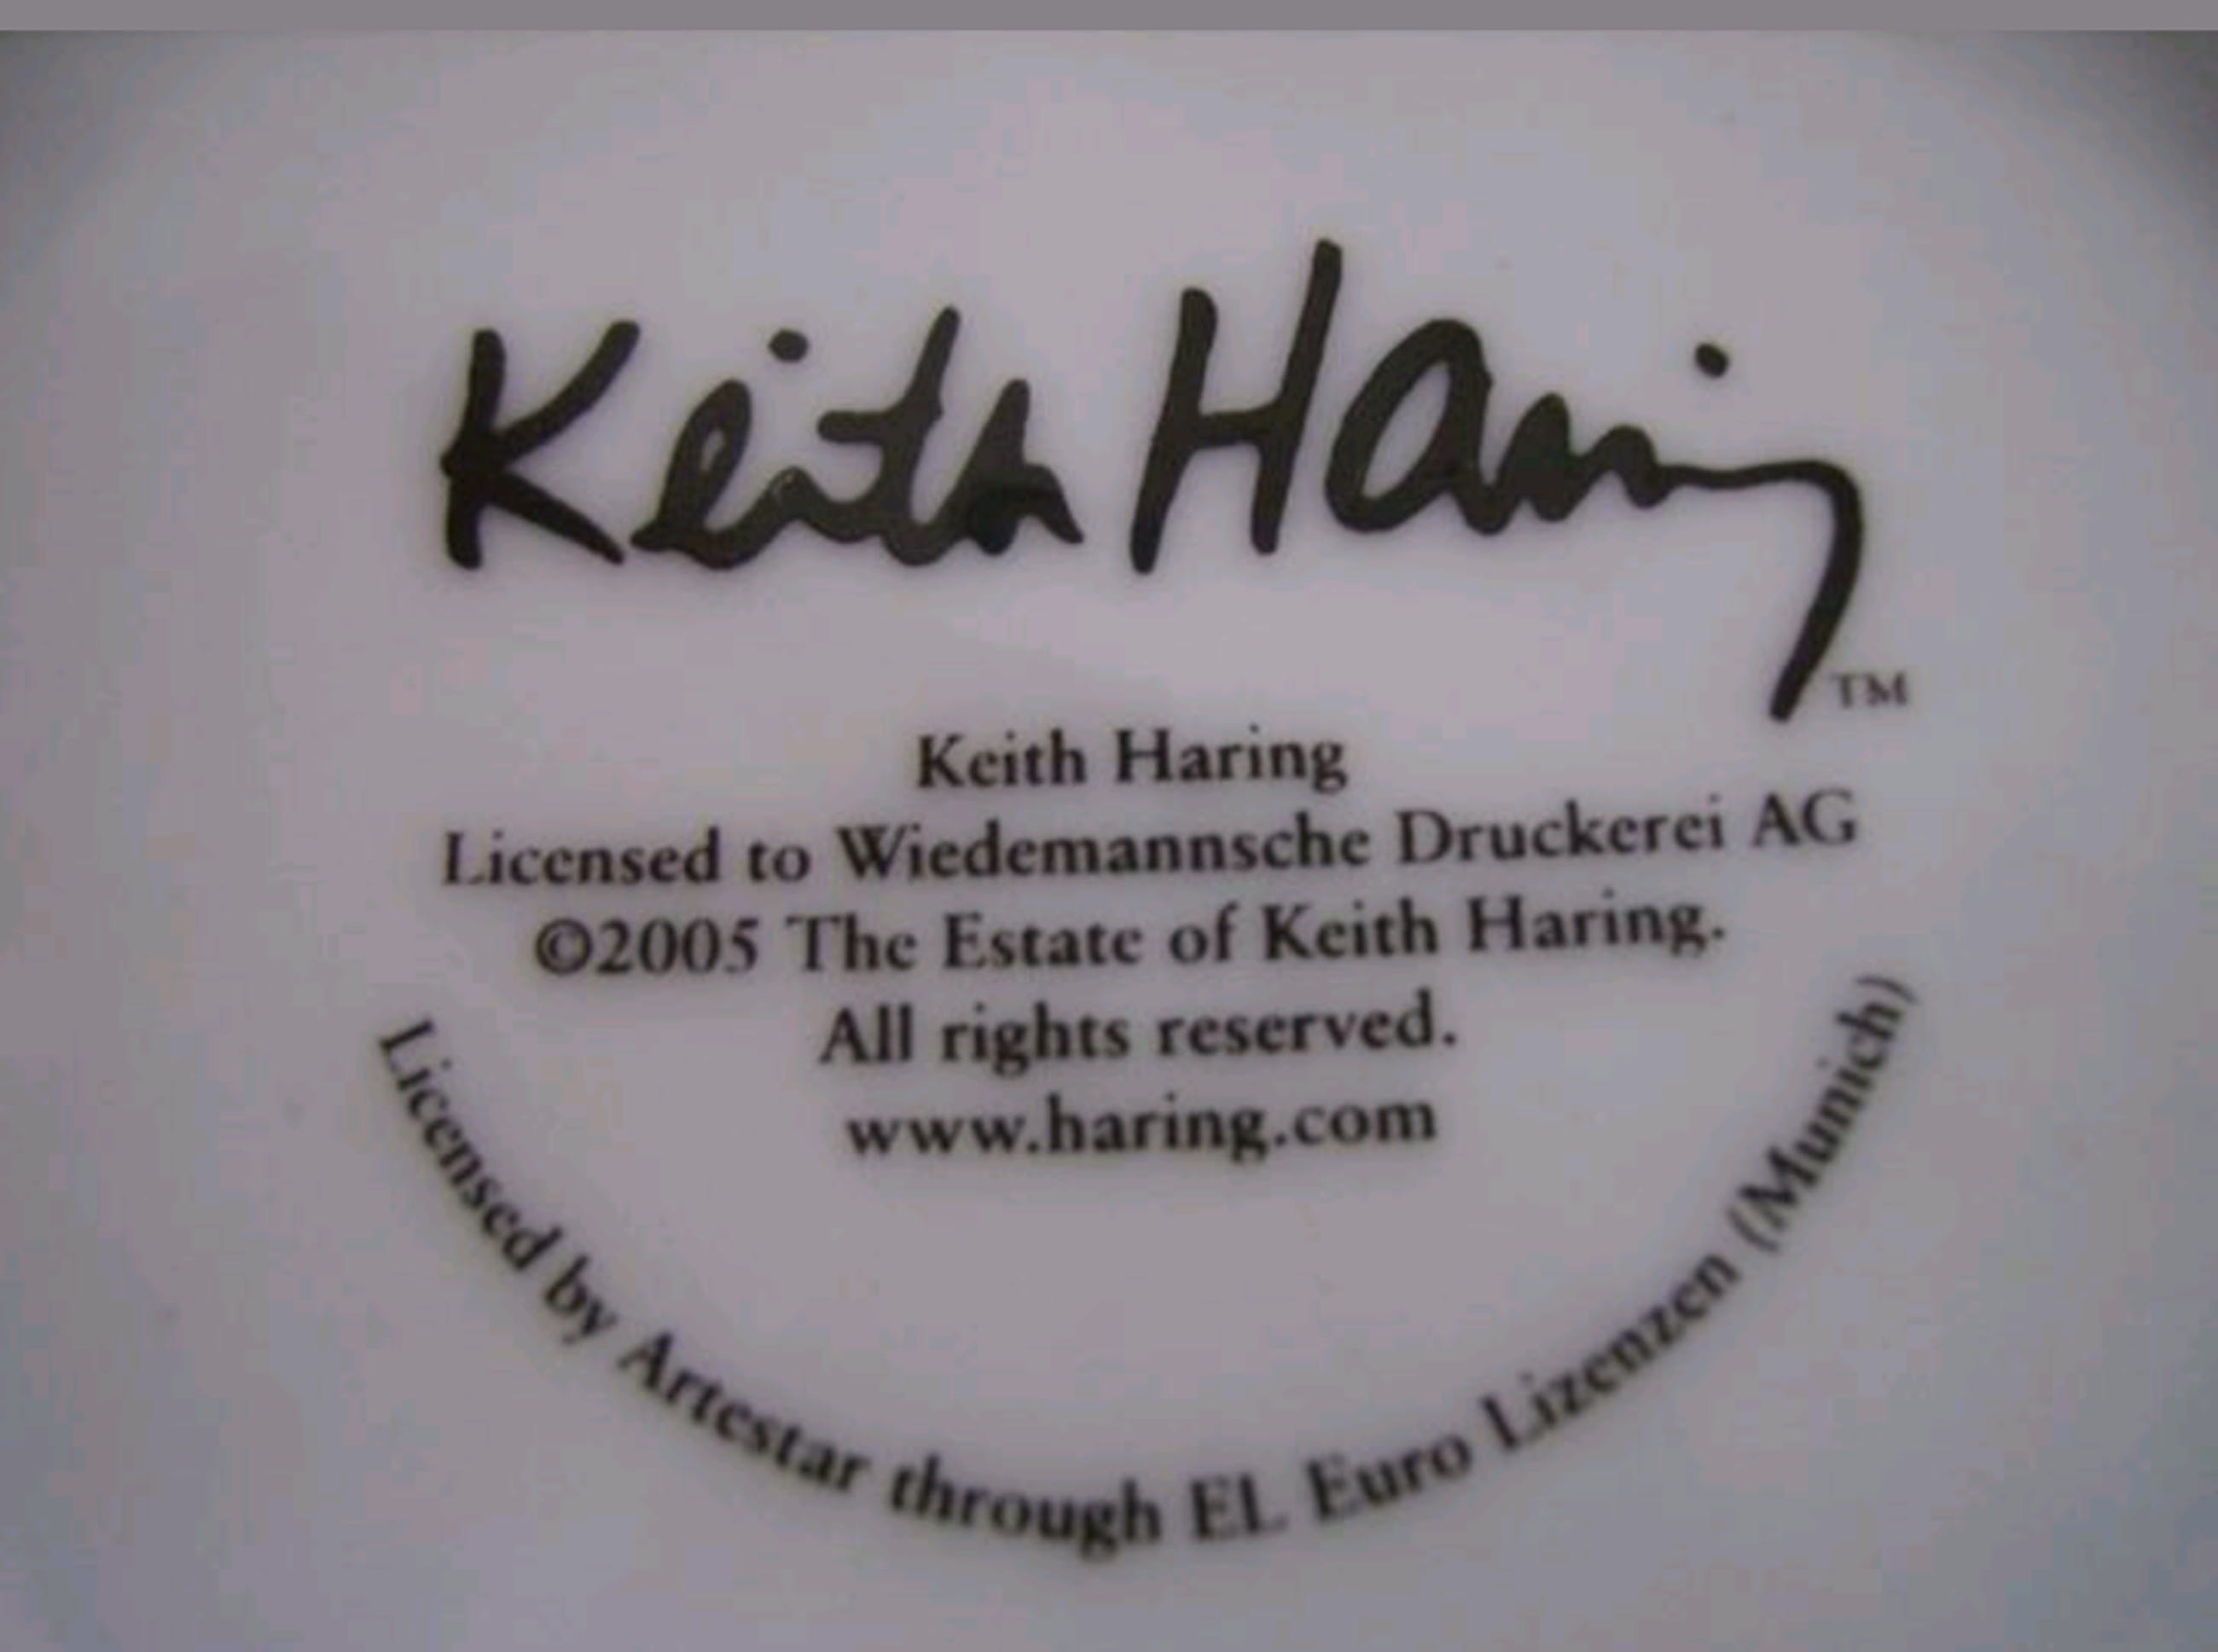 Keith Haring
TM
Keith Haring
Licensed to Wiedemannsche Druckerei AG
©2005 The Estate of Keith Haring.
All rights reserved.
www.haring.com
Licensed by Artestar through EL Euro Lizenzen (Munich)